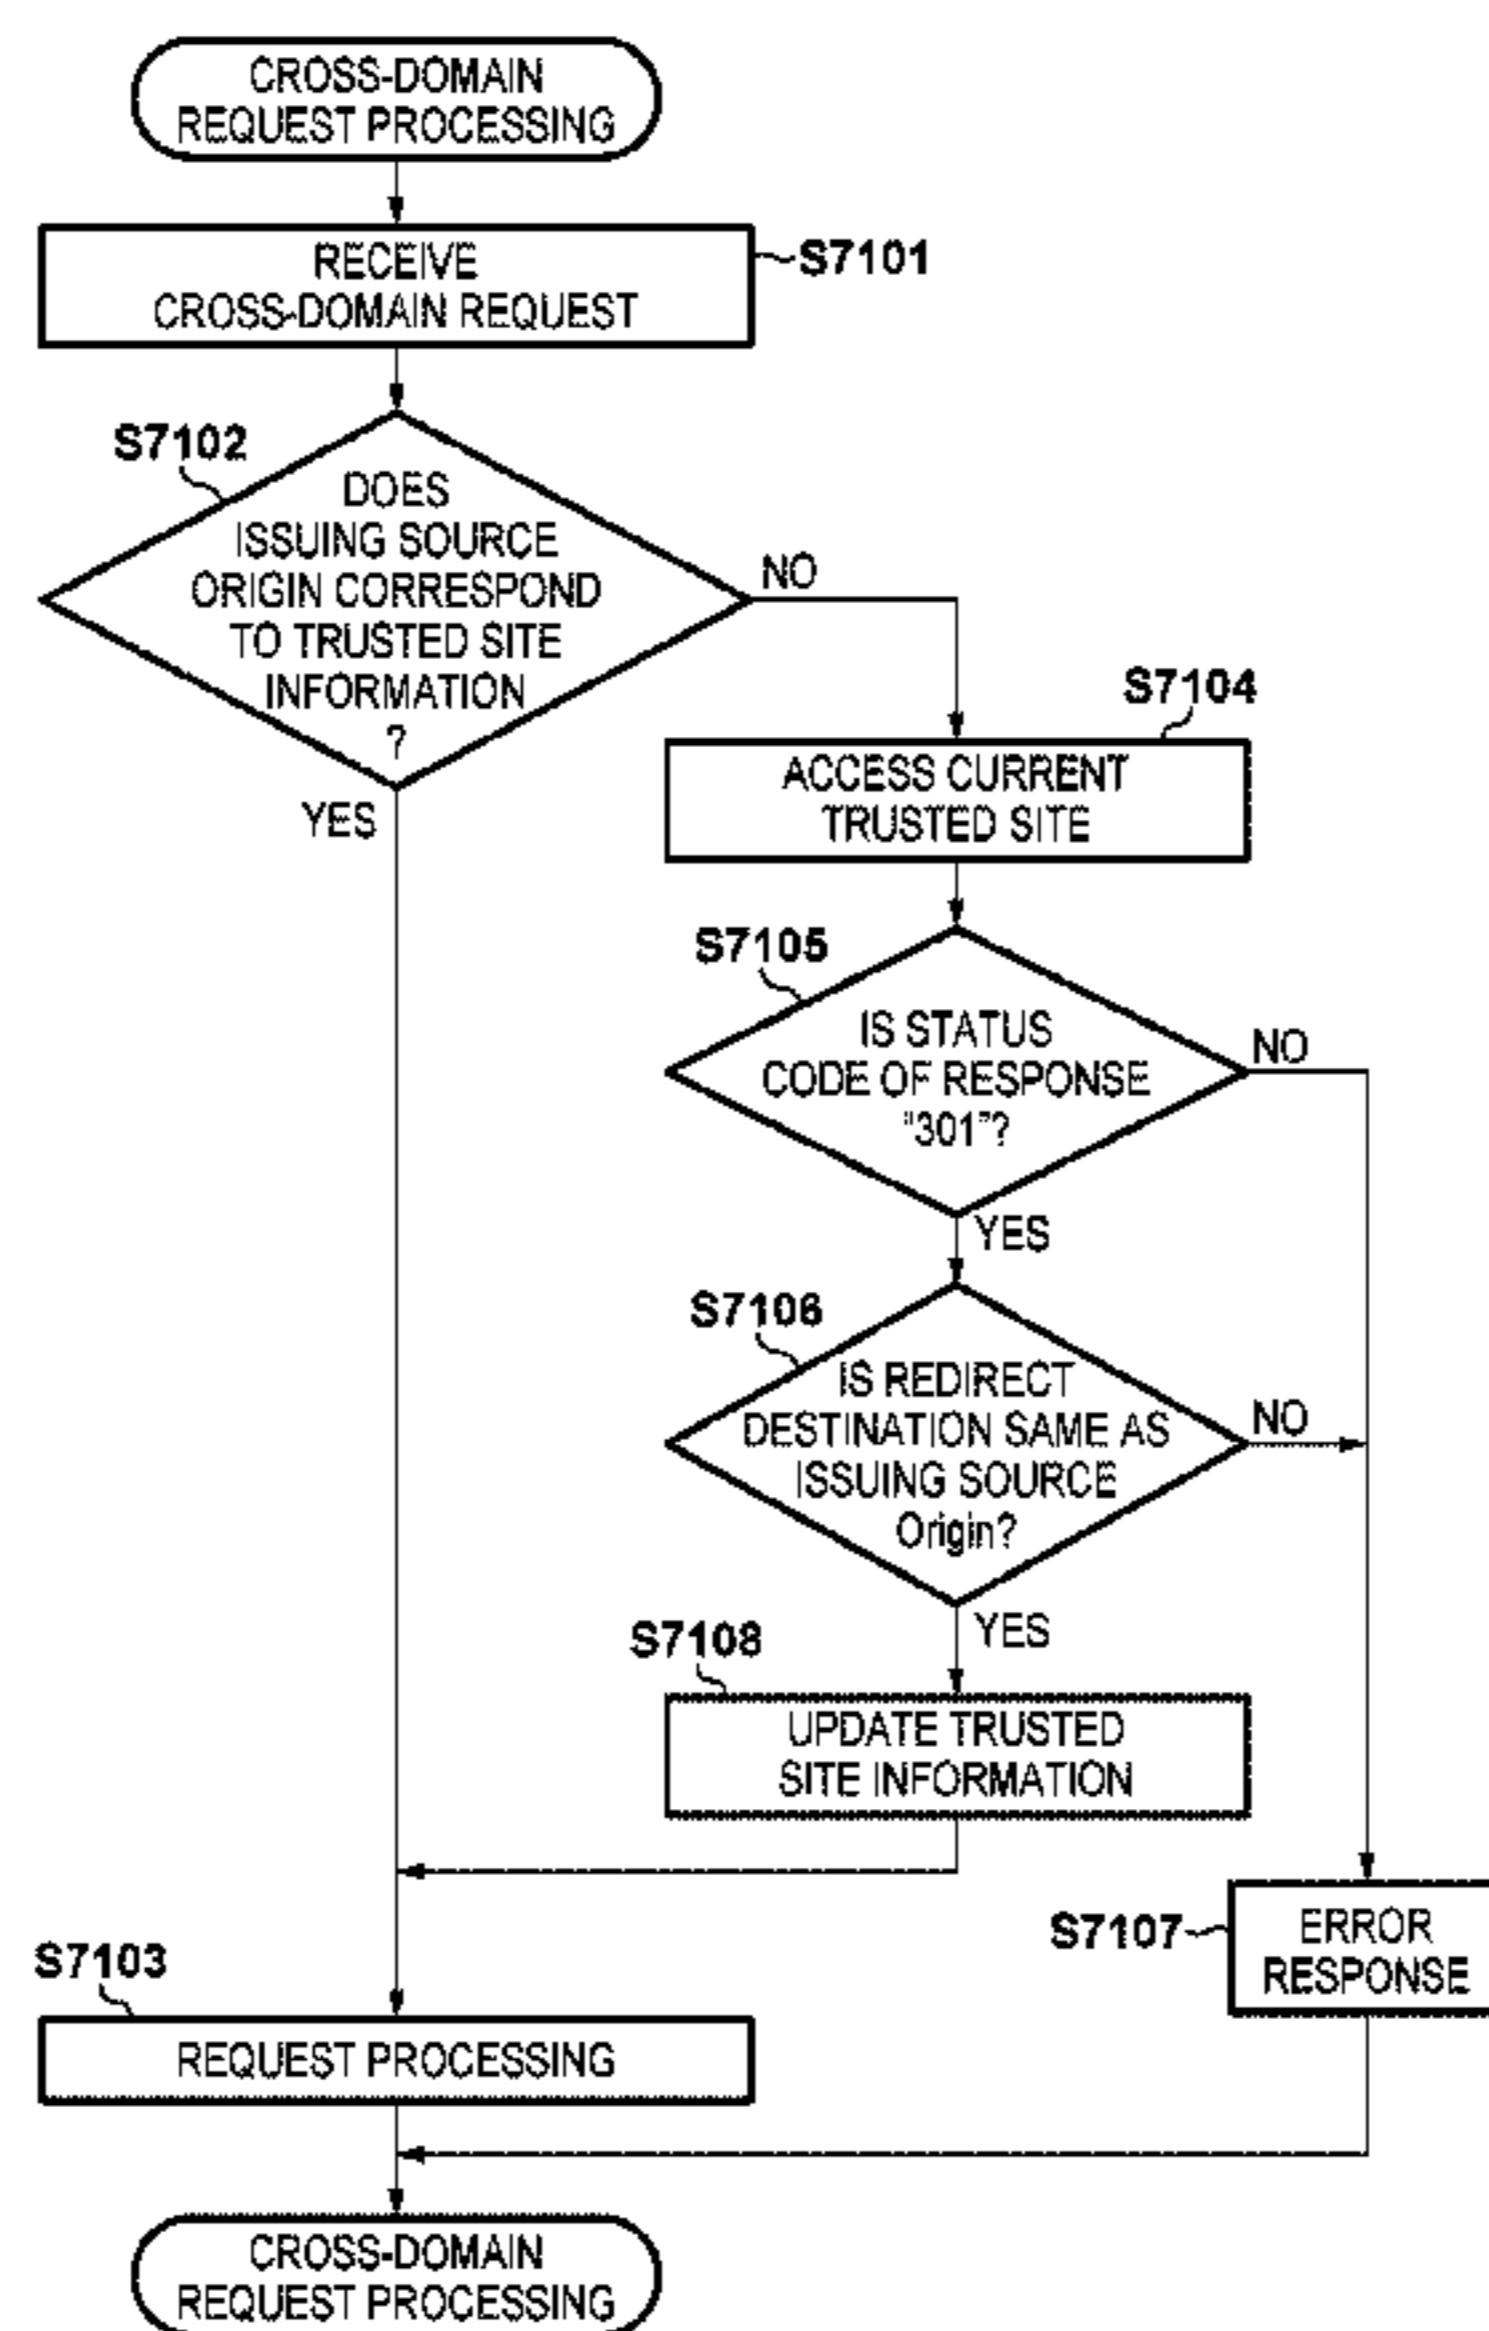 CROSS-DOMAIN
REQUEST PROCESSING
RECEIVE
CROSS-DOMAIN REQUEST
S7101
S7102
DOES
ISSUING SOURCE
ORIGIN CORRESPOND
TO TRUSTED SITE
INFORMATION
?
NO
YES
S7104
ACCESS CURRENT
TRUSTED SITE
S7105
IS STATUS
CODE OF RESPONSE
"301"?
NO
YES
S7106
IS REDIRECT
DESTINATION SAME AS
ISSUING SOURCE
Origin?
NO
YES
S7108
UPDATE TRUSTED
SITE INFORMATION
S7107
ERROR
RESPONSE
S7103
REQUEST PROCESSING
CROSS-DOMAIN
REQUEST PROCESSING